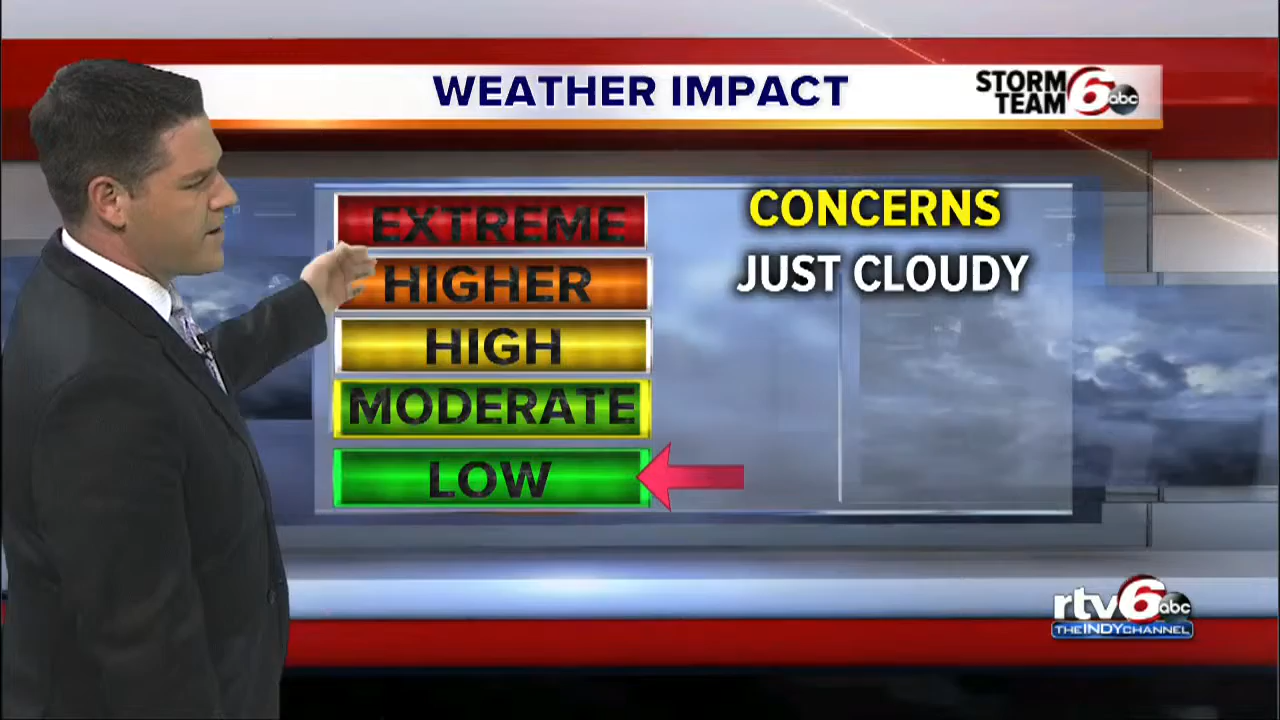 WEATHER IMPACT
STORM TEAM 6 abc
EXTREME
HIGHER
HIGH
MODERATE
LOW
CONCERNS
JUST CLOUDY
rtv6 abc
THE INDY CHANNEL